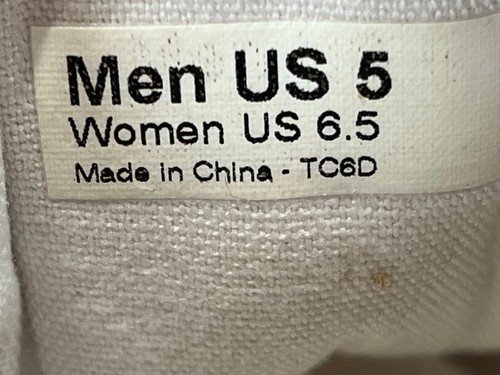 Men US 5
Women US 6.5
Made in China - TC6D